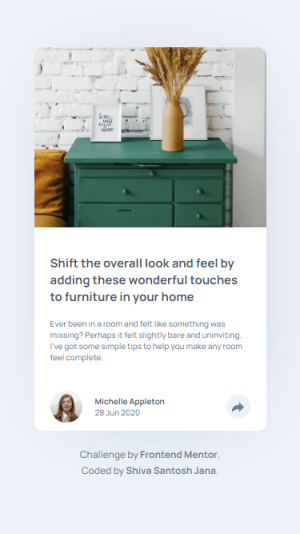 Shift the overall look and feel by
adding these wonderful touches
to furniture in your home
Ever been in a room and felt like something was
missing? Perhaps it felt slightly bare and uninviting.
I've got some simple tips to help you make any room
feel complete.
Michelle Appleton
28 Jun 2020
Challenge by Frontend Mentor.
Coded by Shiva Santosh Jana.